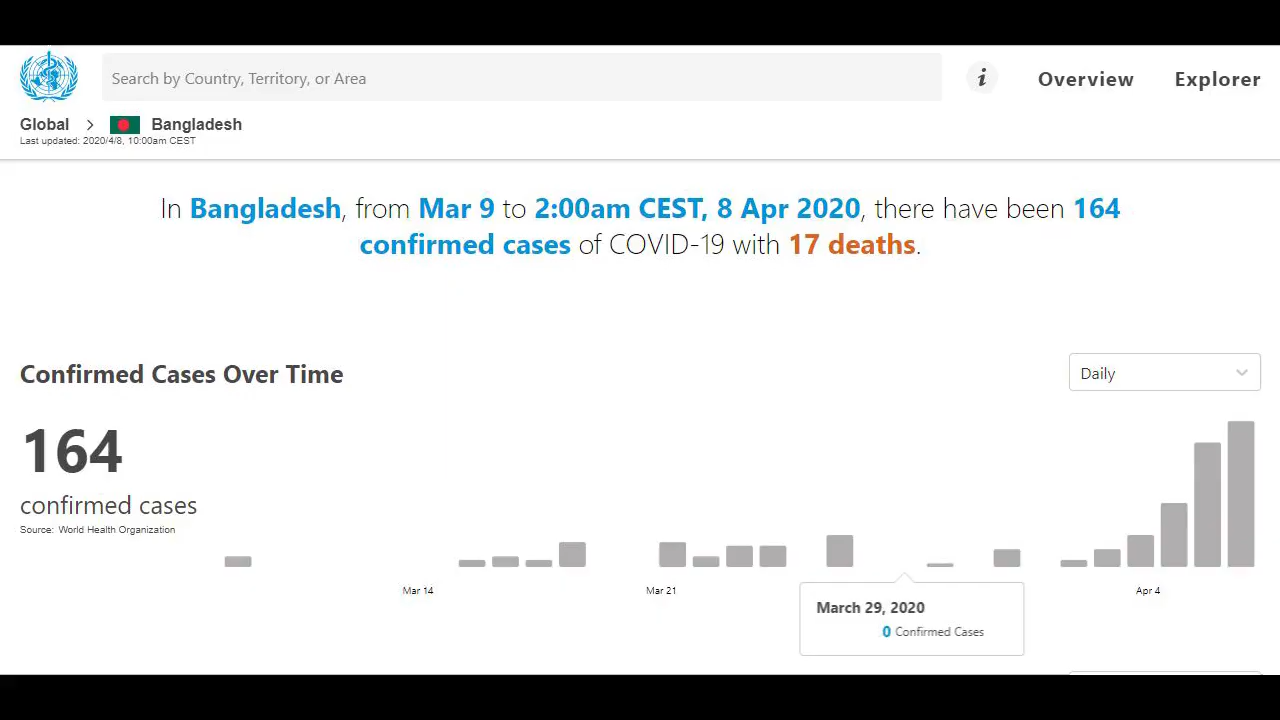 Search by Country, Territory, or Area
i
Overview
Explorer
Global > Bangladesh
Last updated: 2020/4/8, 10:00am CEST
In Bangladesh, from Mar 9 to 2:00am CEST, 8 Apr 2020, there have been 164
confirmed cases of COVID-19 with 17 deaths.
Confirmed Cases Over Time
Daily
164
confirmed cases
Source: World Health Organization
Mar 14
Mar 21
Apr 4
March 29, 2020
0 Confirmed Cases